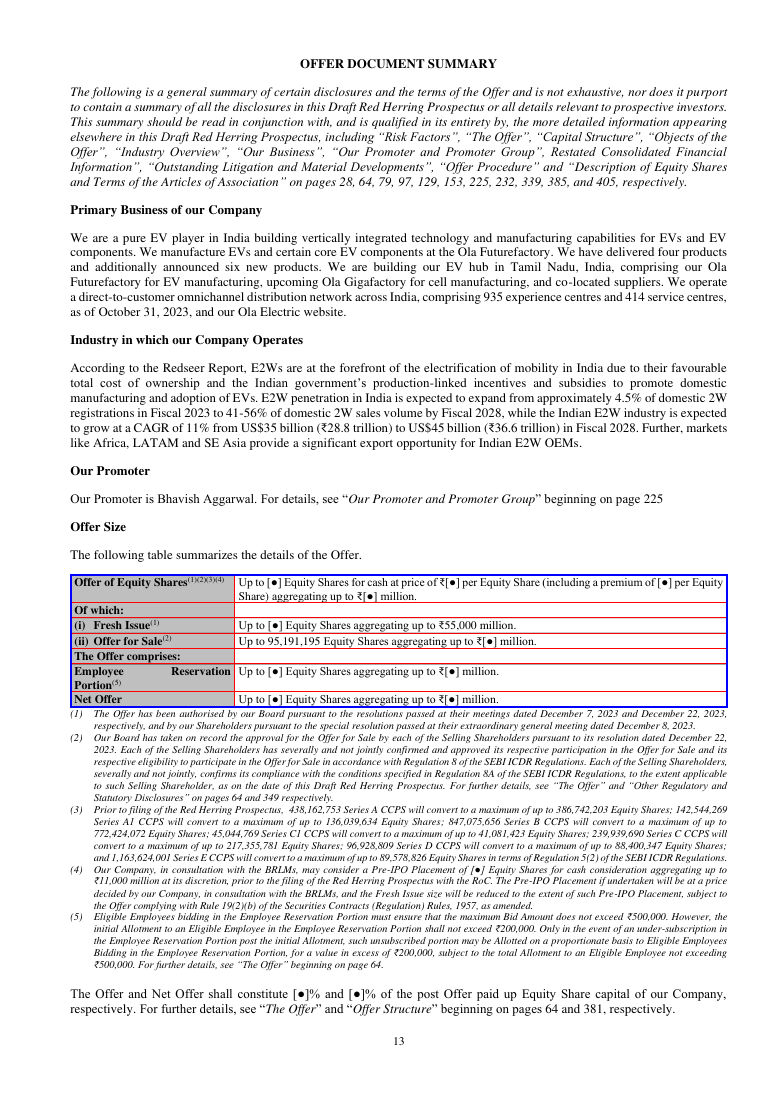 OFFER DOCUMENT SUMMARY
The following is a general summary of certain disclosures and the terms of the Offer and is not exhaustive, nor does it purport
to contain a summary of all the disclosures in this Draft Red Herring Prospectus or all details relevant to prospective investors.
This summary should be read in conjunction with, and is qualified in its entirety by, the more detailed information appearing
elsewhere in this Draft Red Herring Prospectus, including “Risk Factors”, “The Offer”, “Capital Structure”, “Objects of the
Offer”, “Industry Overview”, “Our Business”, “Our Promoter and Promoter Group”, Restated Consolidated Financial
Information”, “Outstanding Litigation and Material Developments”, “Offer Procedure” and “Description of Equity Shares
and Terms of the Articles of Association” on pages 28, 64, 79, 97, 129, 153, 225, 232, 339, 385, and 405, respectively.
Primary Business of our Company
We are a pure EV player in India building vertically integrated technology and manufacturing capabilities for EVs and EV
components. We manufacture EVs and certain core EV components at the Ola Futurefactory. We have delivered four products
and additionally announced six new products. We are building our EV hub in Tamil Nadu, India, comprising our Ola
Futurefactory for EV manufacturing, upcoming Ola Gigafactory for cell manufacturing, and co-located suppliers. We operate
a direct-to-customer omnichannel distribution network across India, comprising 935 experience centres and 414 service centres,
as of October 31, 2023, and our Ola Electric website.
Industry in which our Company Operates
According to the Redseer Report, E2Ws are at the forefront of the electrification of mobility in India due to their favourable
total cost of ownership and the Indian government’s production-linked incentives and subsidies to promote domestic
manufacturing and adoption of EVs. E2W penetration in India is expected to expand from approximately 4.5% of domestic 2W
registrations in Fiscal 2023 to 41-56% of domestic 2W sales volume by Fiscal 2028, while the Indian E2W industry is expected
to grow at a CAGR of 11% from US$35 billion (₹28.8 trillion) to US$45 billion (₹36.6 trillion) in Fiscal 2028. Further, markets
like Africa, LATAM and SE Asia provide a significant export opportunity for Indian E2W OEMs.
Our Promoter
Our Promoter is Bhavish Aggarwal. For details, see “Our Promoter and Promoter Group” beginning on page 225
Offer Size
The following table summarizes the details of the Offer.
Offer of Equity Shares(1)(2)(3)(4) Up to [●] Equity Shares for cash at price of ₹[●] per Equity Share (including a premium of [●] per Equity
Share) aggregating up to ₹[●] million.
Of which:
(i) Fresh Issue(1) Up to [●] Equity Shares aggregating up to ₹55,000 million.
(ii) Offer for Sale(2) Up to 95,191,195 Equity Shares aggregating up to ₹[●] million.
The Offer comprises:
Employee Reservation Up to [●] Equity Shares aggregating up to ₹[●] million.
Portion(5)
Net Offer Up to [●] Equity Shares aggregating up to ₹[●] million.
(1) The Offer has been authorised by our Board pursuant to the resolutions passed at their meetings dated December 7, 2023 and December 22, 2023,
respectively, and by our Shareholders pursuant to the special resolution passed at their extraordinary general meeting dated December 8, 2023.
(2) Our Board has taken on record the approval for the Offer for Sale by each of the Selling Shareholders pursuant to its resolution dated December 22,
2023. Each of the Selling Shareholders has severally and not jointly confirmed and approved its respective participation in the Offer for Sale and its
respective eligibility to participate in the Offer for Sale in accordance with Regulation 8 of the SEBI ICDR Regulations. Each of the Selling Shareholders,
severally and not jointly, confirms its compliance with the conditions specified in Regulation 8A of the SEBI ICDR Regulations, to the extent applicable
to such Selling Shareholder, as on the date of this Draft Red Herring Prospectus. For further details, see “The Offer” and “Other Regulatory and
Statutory Disclosures” on pages 64 and 349 respectively.
(3) Prior to filing of the Red Herring Prospectus, 438,162,753 Series A CCPS will convert to a maximum of up to 386,742,203 Equity Shares; 142,544,269
Series A1 CCPS will convert to a maximum of up to 136,039,634 Equity Shares; 847,075,656 Series B CCPS will convert to a maximum of up to
772,424,072 Equity Shares; 45,044,769 Series C1 CCPS will convert to a maximum of up to 41,081,423 Equity Shares; 239,939,690 Series C CCPS will
convert to a maximum of up to 217,355,781 Equity Shares; 96,928,809 Series D CCPS will convert to a maximum of up to 88,400,347 Equity Shares;
and 1,163,624,001 Series E CCPS will convert to a maximum of up to 89,578,826 Equity Shares in terms of Regulation 5(2) of the SEBI ICDR Regulations.
(4) Our Company, in consultation with the BRLMs, may consider a Pre-IPO Placement of [●] Equity Shares for cash consideration aggregating up to
₹11,000 million at its discretion, prior to the filing of the Red Herring Prospectus with the RoC. The Pre-IPO Placement if undertaken will be at a price
decided by our Company, in consultation with the BRLMs, and the Fresh Issue size will be reduced to the extent of such Pre-IPO Placement, subject to
the Offer complying with Rule 19(2)(b) of the Securities Contracts (Regulation) Rules, 1957, as amended.
(5) Eligible Employees bidding in the Employee Reservation Portion must ensure that the maximum Bid Amount does not exceed ₹500,000. However, the
initial Allotment to an Eligible Employee in the Employee Reservation Portion shall not exceed ₹200,000. Only in the event of an under-subscription in
the Employee Reservation Portion post the initial Allotment, such unsubscribed portion may be Allotted on a proportionate basis to Eligible Employees
Bidding in the Employee Reservation Portion, for a value in excess of ₹200,000, subject to the total Allotment to an Eligible Employee not exceeding
₹500,000. For further details, see “The Offer” beginning on page 64.
The Offer and Net Offer shall constitute [●]% and [●]% of the post Offer paid up Equity Share capital of our Company,
respectively. For further details, see “The Offer” and “Offer Structure” beginning on pages 64 and 381, respectively.
13